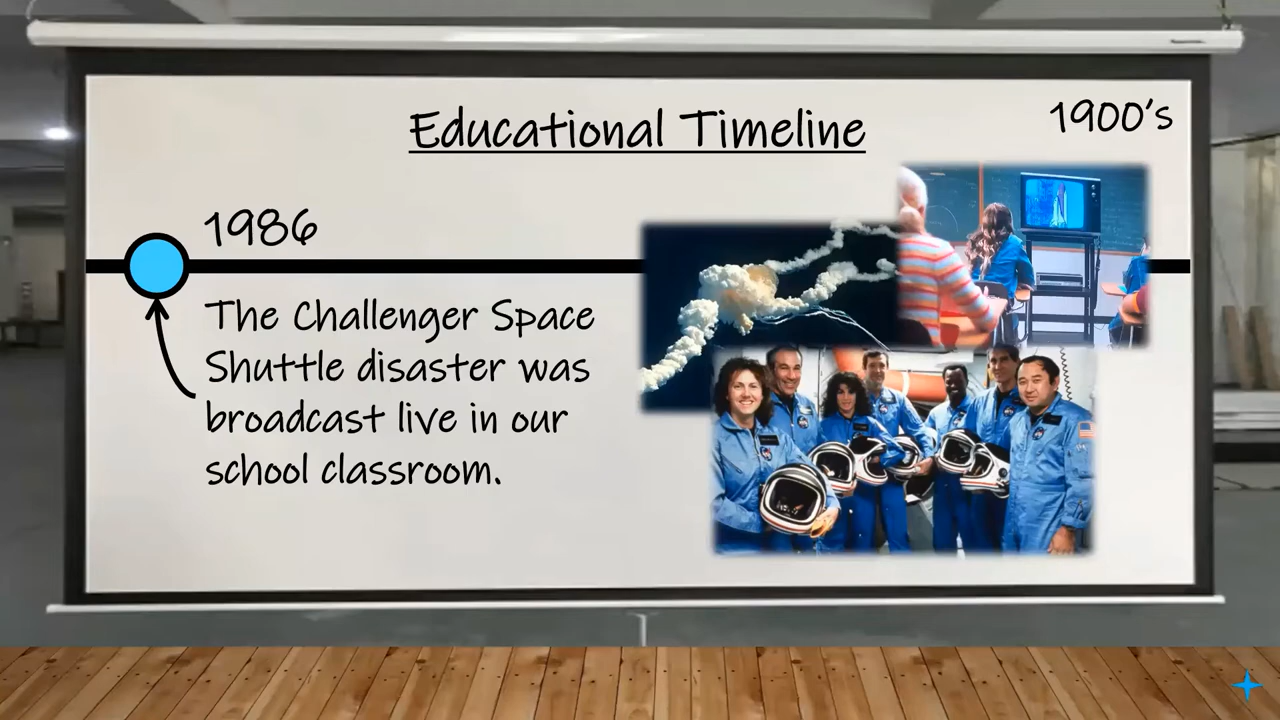 Educational Timeline
1900's
1986
The Challenger Space
Shuttle disaster was
broadcast live in our
school classroom.